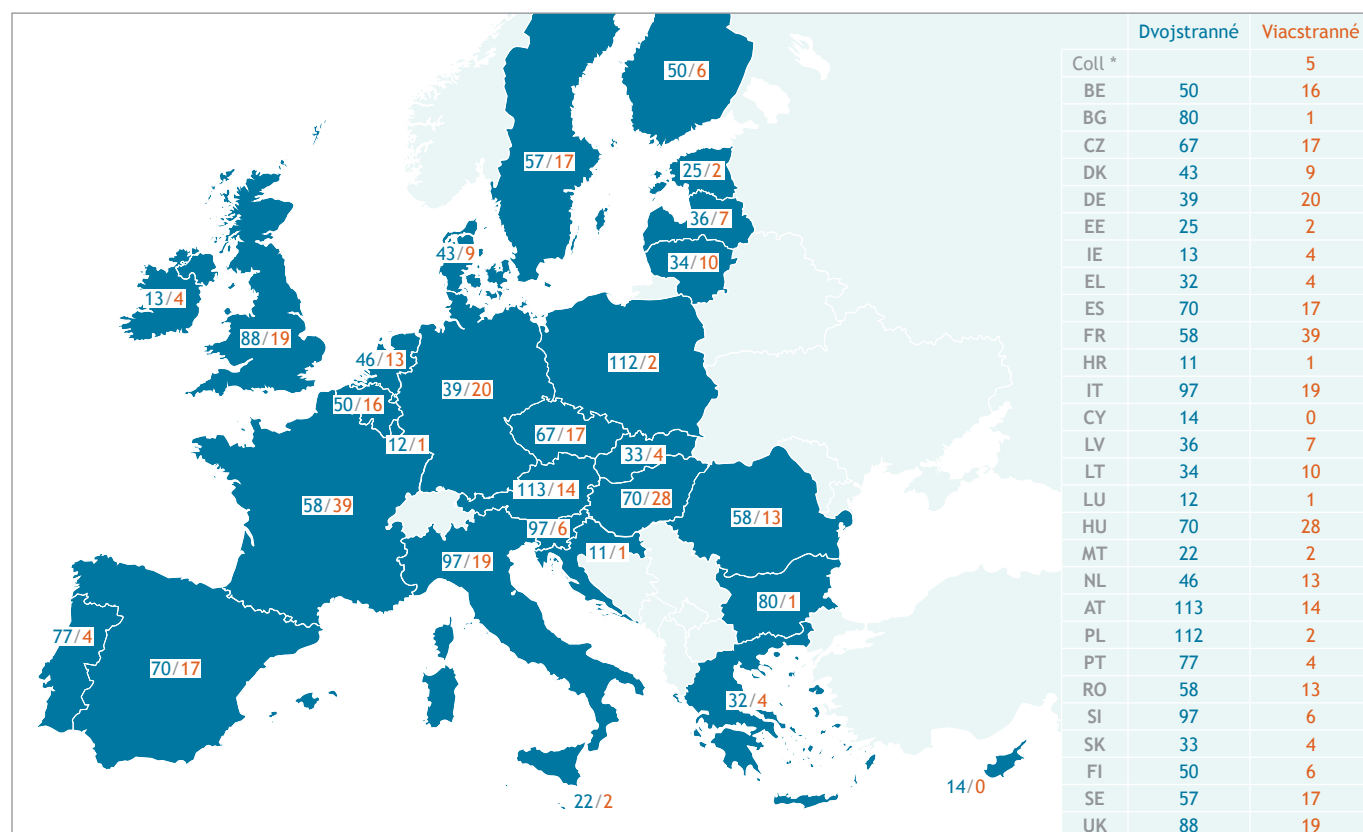 50/6
57/17
25/2
36/7
43/9
34/10
13/4
88/19
46/13
112/2
39/20
50/16
12/1
67/17
33/4
113/14
70/28
58/39
58/13
97/6
11/1
97/19
80/1
77/4
70/17
32/4
14/0
22/2
Dvojstranné Viacstranné
Coll * 5
BE 50 16
BG 80 1
CZ 67 17
DK 43 9
DE 39 20
EE 25 2
IE 13 4
EL 32 4
ES 70 17
FR 58 39
HR 11 1
IT 97 19
CY 14 0
LV 36 7
LT 34 10
LU 12 1
HU 70 28
MT 22 2
NL 46 13
AT 113 14
PL 112 2
PT 77 4
RO 58 13
SI 97 6
SK 33 4
FI 50 6
SE 57 17
UK 88 19